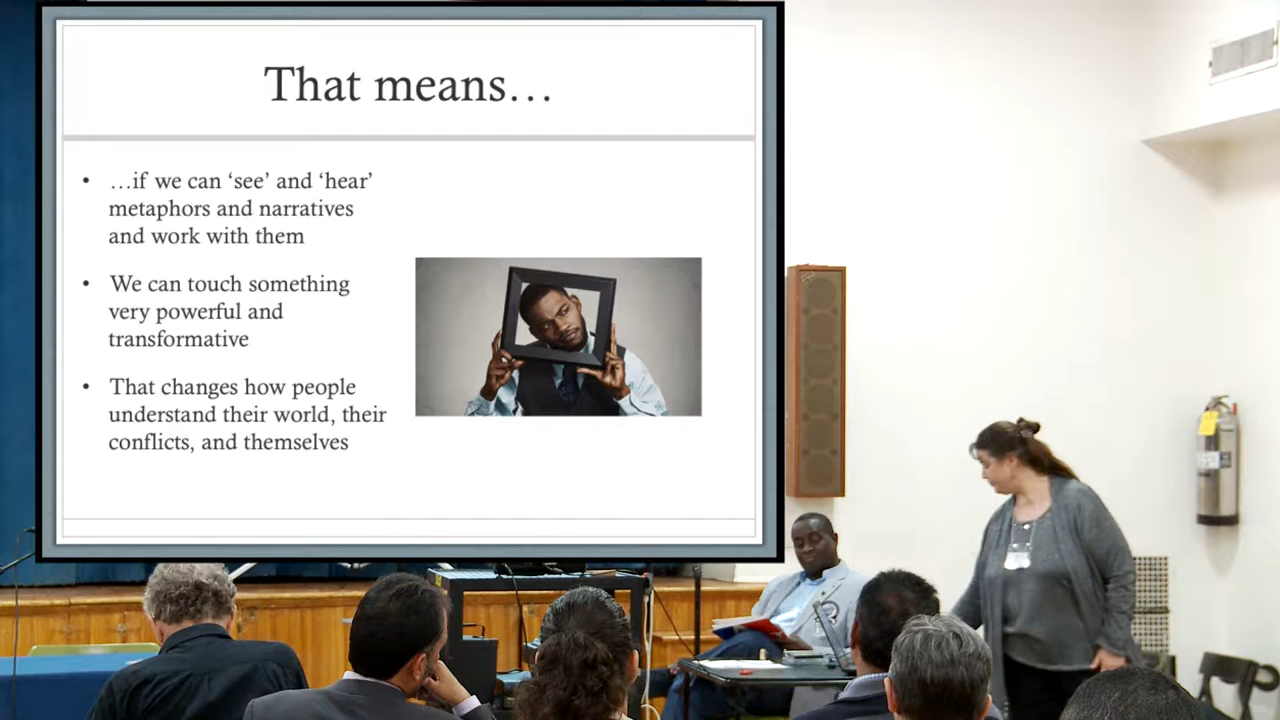 That means…
• …if we can ‘see’ and ‘hear’
metaphors and narratives
and work with them
• We can touch something
very powerful and
transformative
• That changes how people
understand their world, their
conflicts, and themselves